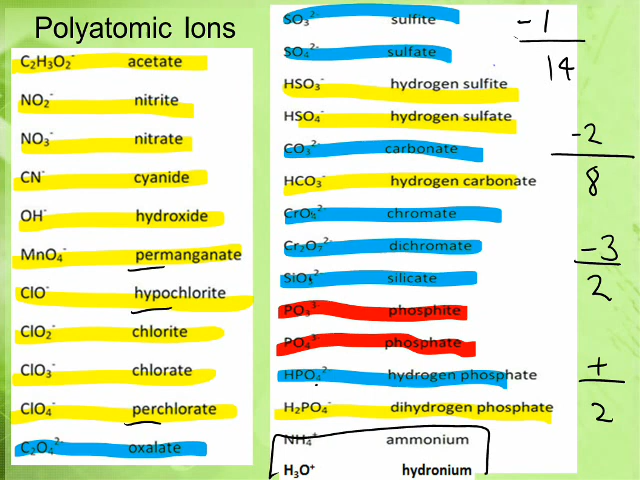 Polyatomic Ions
C₂H₃O₂⁻ acetate
NO₂⁻ nitrite
NO₃⁻ nitrate
CN⁻ cyanide
OH⁻ hydroxide
MnO₄⁻ permanganate
ClO⁻ hypochlorite
ClO₂⁻ chlorite
ClO₃⁻ chlorate
ClO₄⁻ perchlorate
C₂O₄²⁻ oxalate
SO₃²⁻ sulfite
SO₄²⁻ sulfate
HSO₃⁻ hydrogen sulfite
HSO₄⁻ hydrogen sulfate
CO₃²⁻ carbonate
HCO₃⁻ hydrogen carbonate
chromate
Cr₂O₇²⁻ dichromate
silicate
PO₃³⁻ phosphite
PO₄³⁻ phosphate
HPO₄²⁻ hydrogen phosphate
H₂PO₄⁻ dihydrogen phosphate
NH₄⁺ ammonium
H₃O⁺ hydronium
-1
14
-2
8
-3
2
+
2